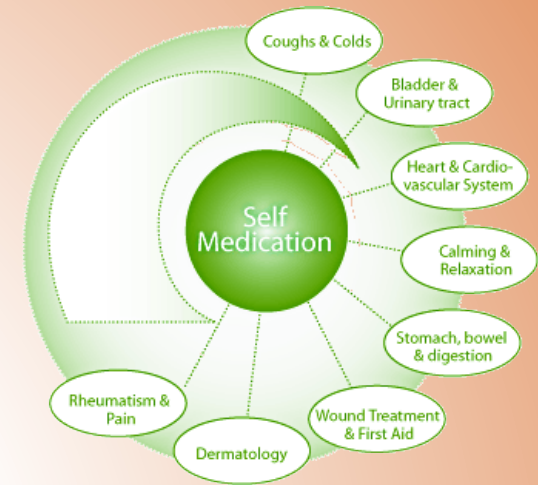 Coughs & Colds
Bladder &
Urinary tract
Heart & Cardio-
vascular System
Self
Medication
Calming &
Relaxation
Stomach, bowel
& digestion
Rheumatism &
Pain
Wound Treatment
& First Aid
Dermatology